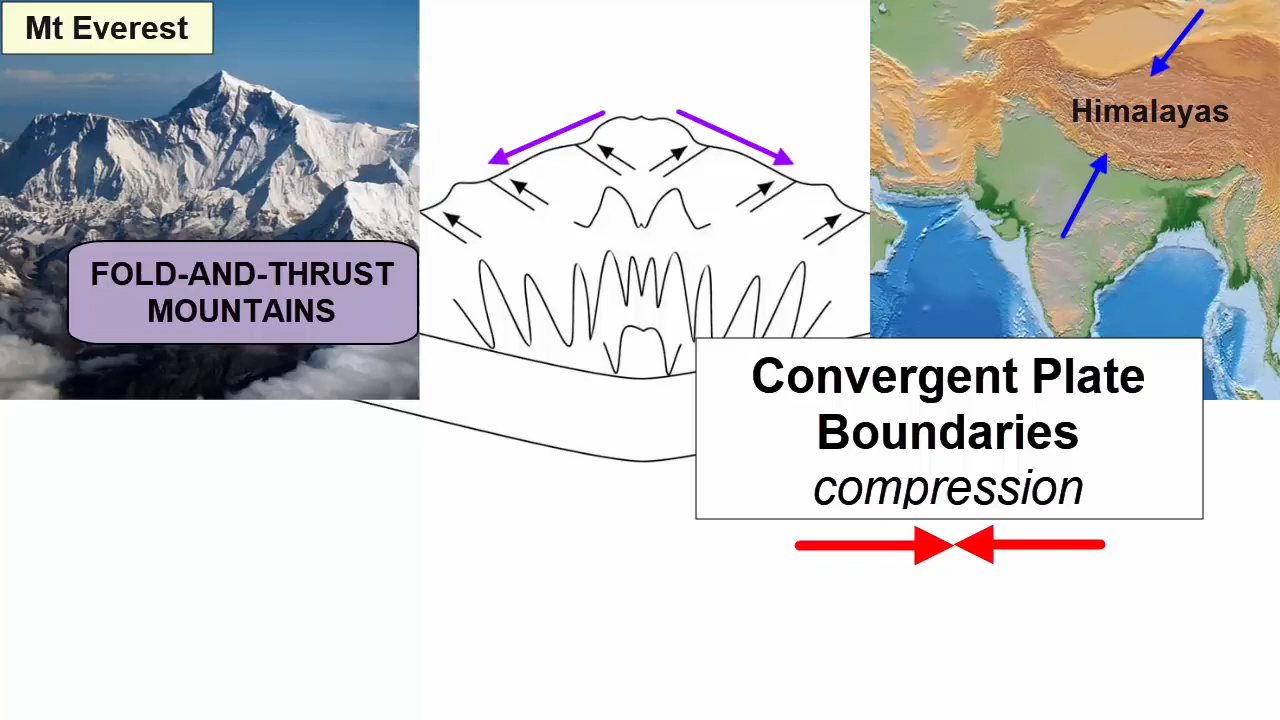 Mt Everest
Himalayas
FOLD-AND-THRUST
MOUNTAINS
Convergent Plate
Boundaries
compression